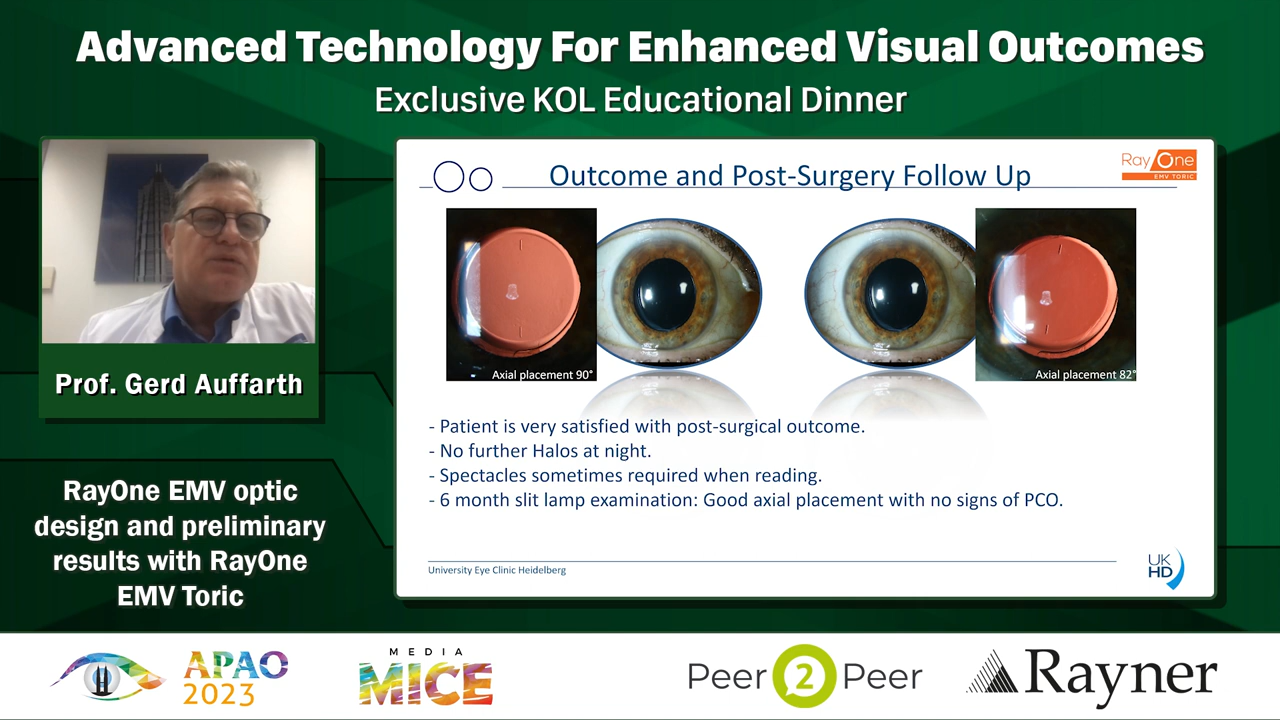 Advanced Technology For Enhanced Visual Outcomes
Exclusive KOL Educational Dinner
Prof. Gerd Auffarth
RayOne EMV optic
design and preliminary
results with RayOne
EMV Toric
Outcome and Post-Surgery Follow Up
RayOne
EMV TORIC
Axial placement 90°
Axial placement 82°
- Patient is very satisfied with post-surgical outcome.
- No further Halos at night.
- Spectacles sometimes required when reading.
- 6 month slit lamp examination: Good axial placement with no signs of PCO.
University Eye Clinic Heidelberg
UK
HD
APAO
2023
MEDIA
MICE
Peer 2 Peer
Rayner